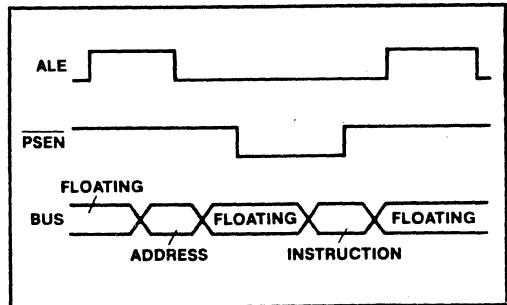 ALE
PSEN
FLOATING
BUS
FLOATING
FLOATING
ADDRESS
INSTRUCTION